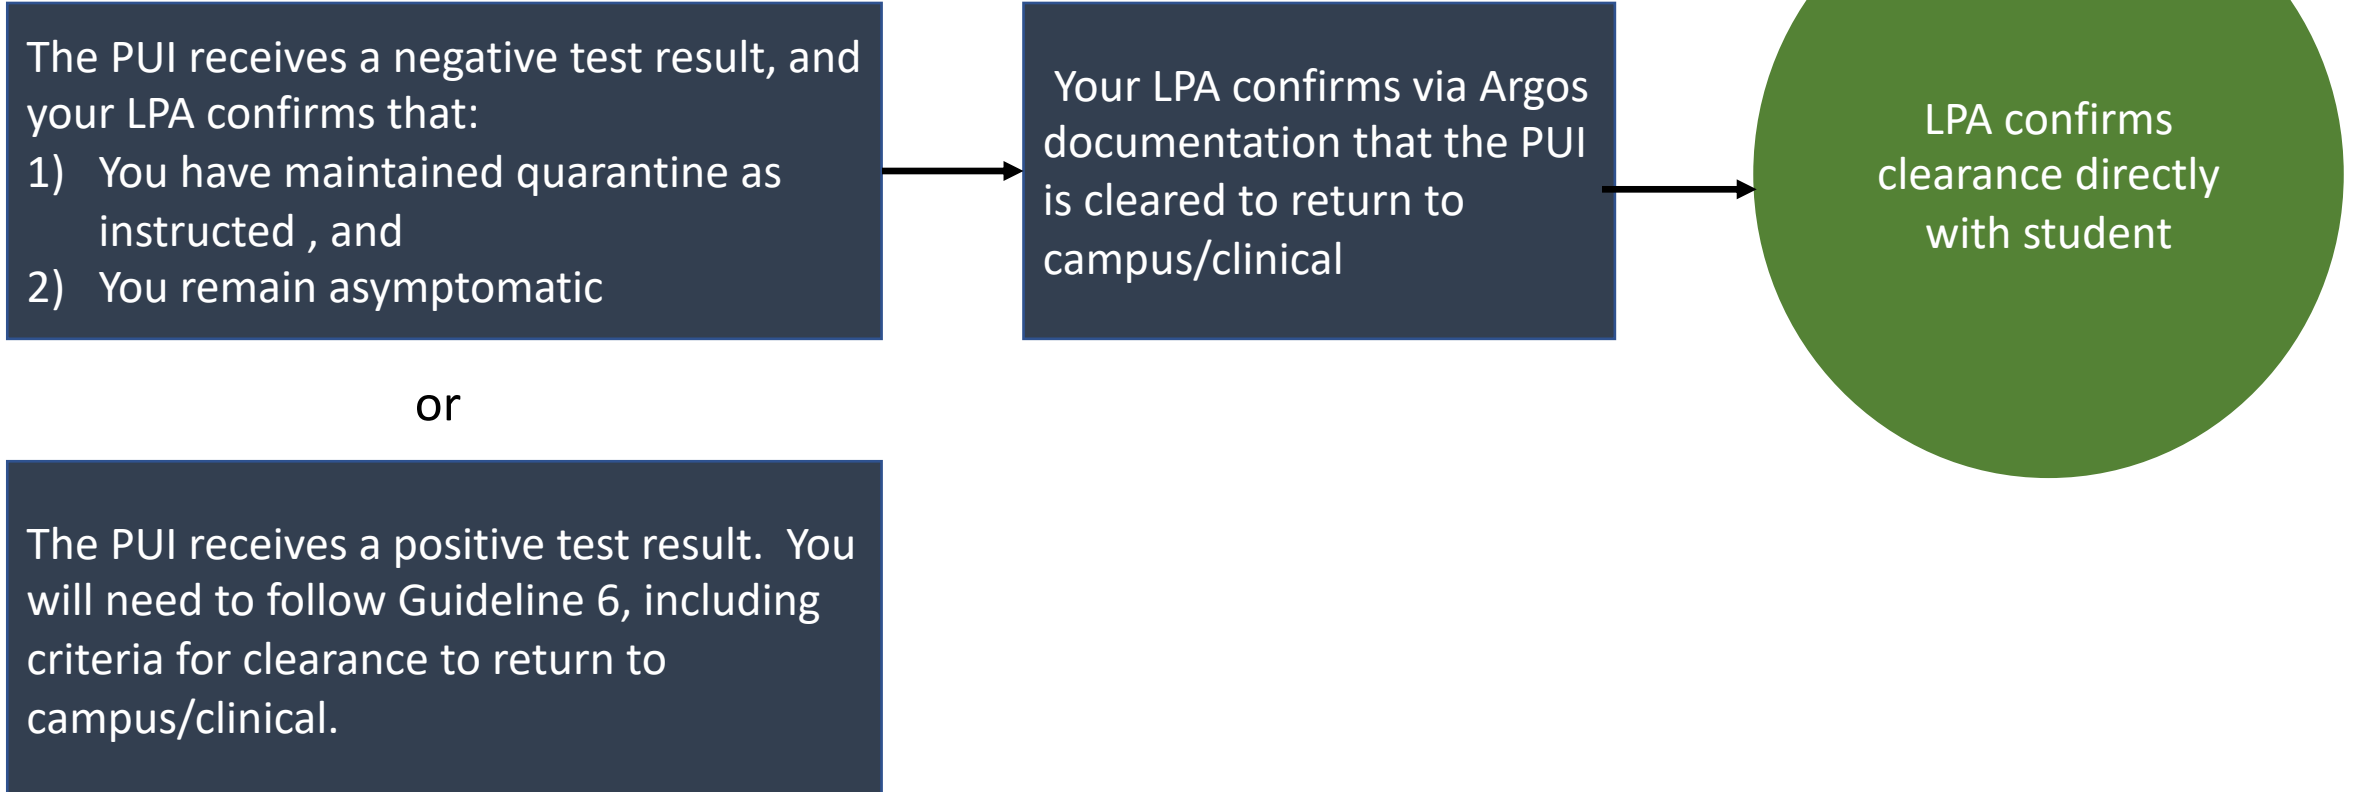 The PUI receives a negative test result, and
your LPA confirms that:
1) You have maintained quarantine as
instructed , and
2) You remain asymptomatic
Your LPA confirms via Argos
documentation that the PUI
is cleared to return to
campus/clinical
LPA confirms
clearance directly
with student
or
The PUI receives a positive test result.  You
will need to follow Guideline 6, including
criteria for clearance to return to
campus/clinical.